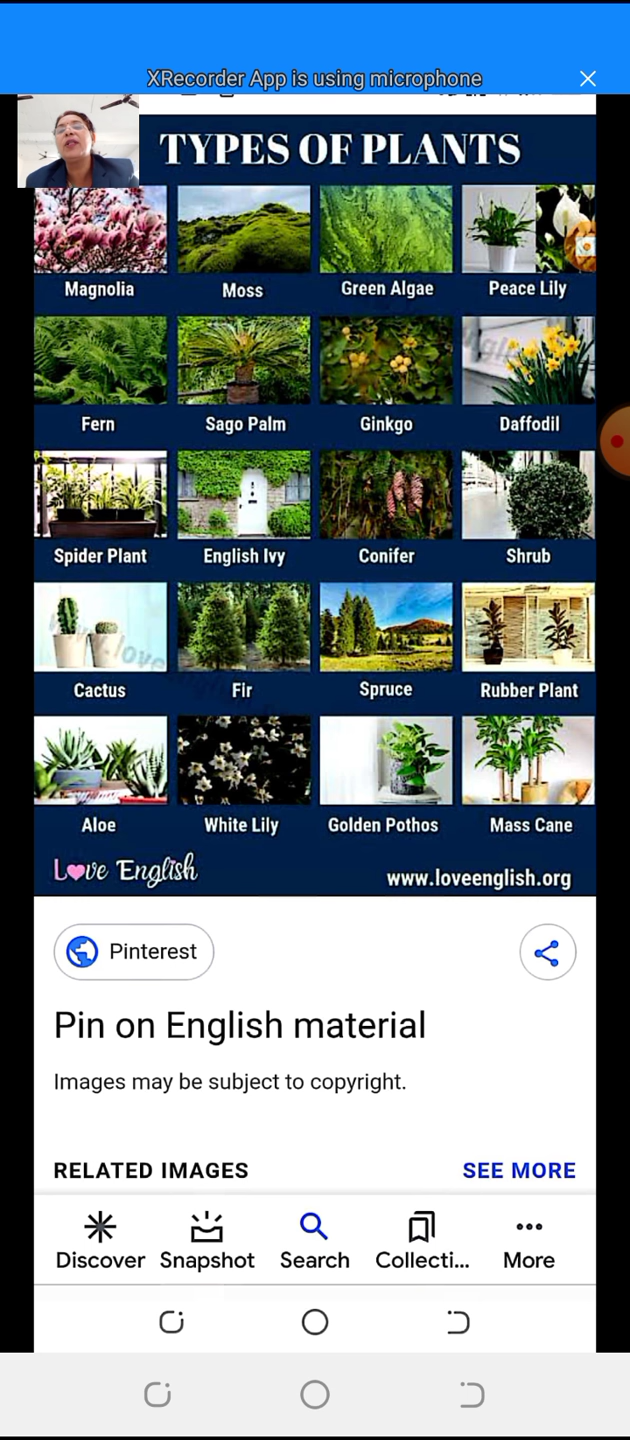 XRecorder App is using microphone
TYPES OF PLANTS
Magnolia Moss Green Algae Peace Lily
Fern Sago Palm Ginkgo Daffodil
Spider Plant English Ivy Conifer Shrub
Cactus Fir Spruce Rubber Plant
Aloe White Lily Golden Pothos Mass Cane
Love English www.loveenglish.org
Pinterest
Pin on English material
Images may be subject to copyright.
RELATED IMAGES SEE MORE
Discover Snapshot Search Collecti... More